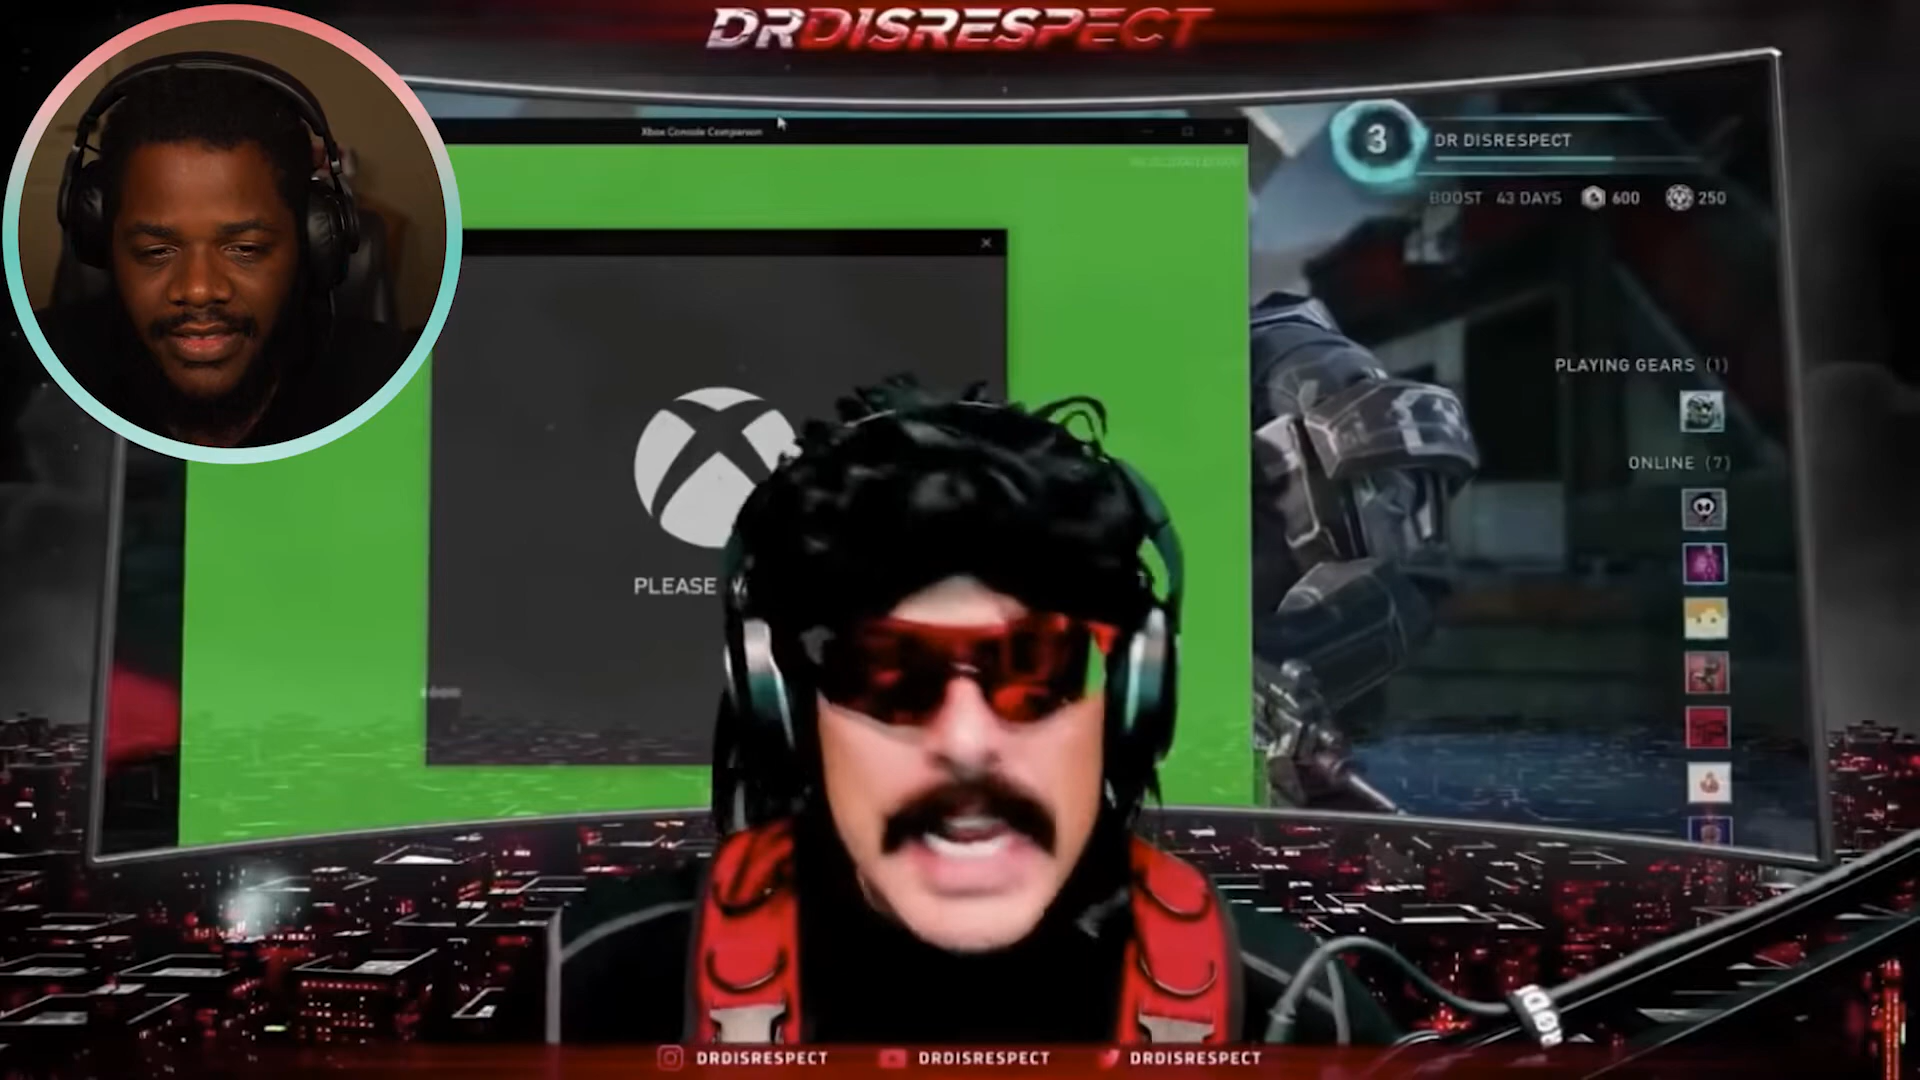 DRDISRESPECT
Xbox Console Companion
3
DR DISRESPECT
BOOST 43 DAYS 600 250
PLAYING GEARS (1)
PLEASE
ONLINE (7)
RØDE
DRDISRESPECT DRDISRESPECT DRDISRESPECT